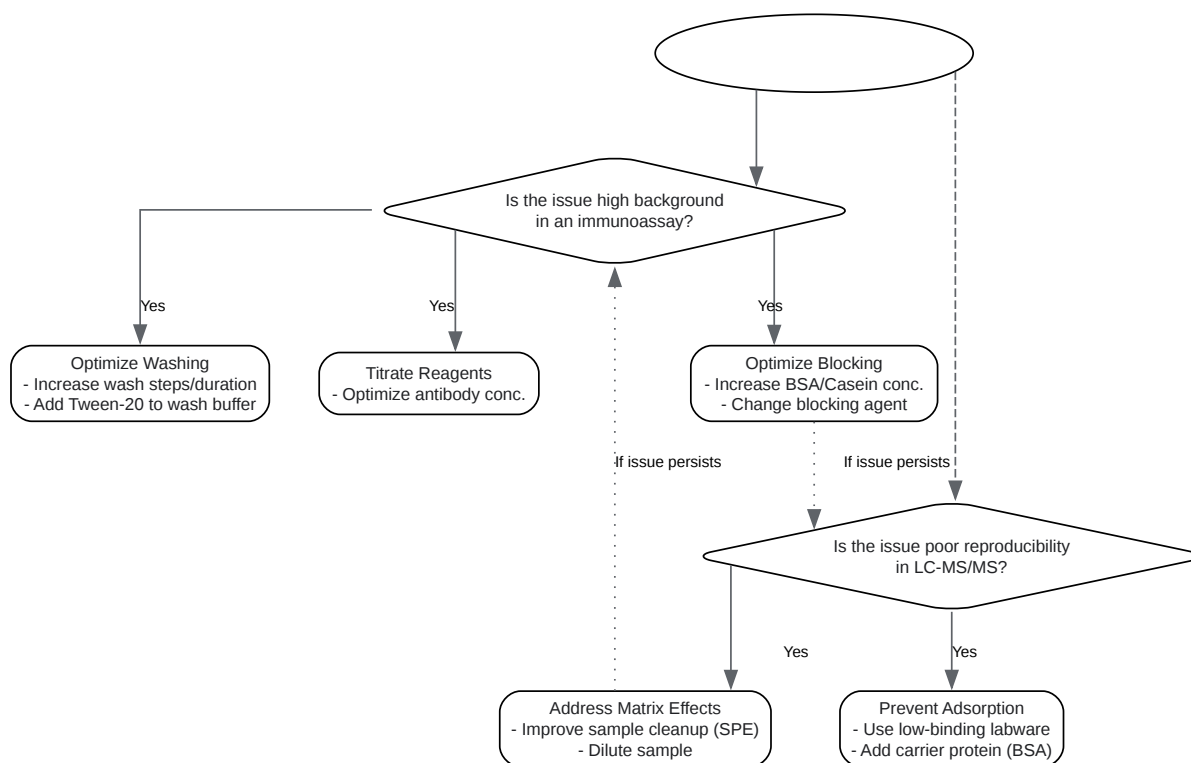 Is the issue high background
in an immunoassay?
Yes
Yes
Yes
Optimize Washing
- Increase wash steps/duration
- Add Tween-20 to wash buffer
Titrate Reagents
- Optimize antibody conc.
Optimize Blocking
- Increase BSA/Casein conc.
- Change blocking agent
If issue persists
If issue persists
Is the issue poor reproducibility
in LC-MS/MS?
Yes
Yes
Address Matrix Effects
- Improve sample cleanup (SPE)
- Dilute sample
Prevent Adsorption
- Use low-binding labware
- Add carrier protein (BSA)